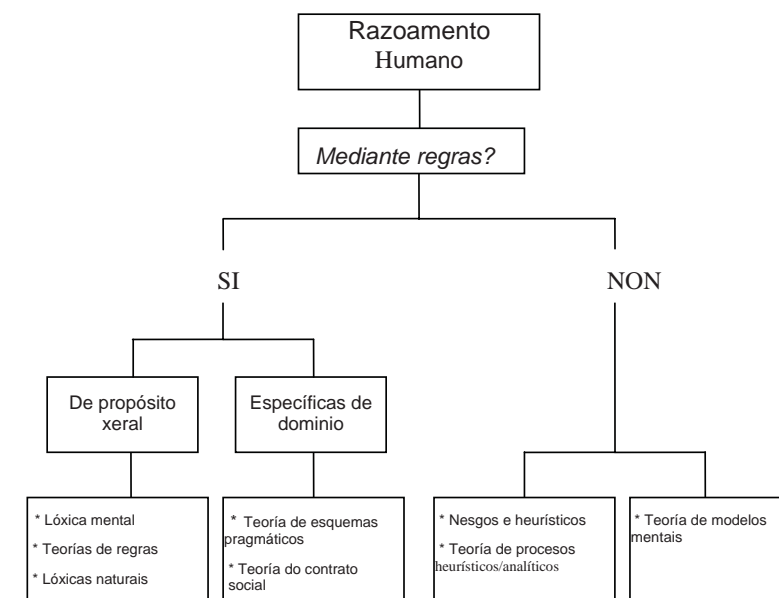 Razoamento
Humano
Mediante regras?
SI
NON
De propósito
xeral
Específicas de
dominio
* Lóxica mental
* Teorías de regras
* Lóxicas naturais
* Teoría de esquemas
pragmáticos
* Teoría do contrato
social
* Nesgos e heurísticos
* Teoría de procesos
heurísticos/analíticos
* Teoría de modelos
mentais